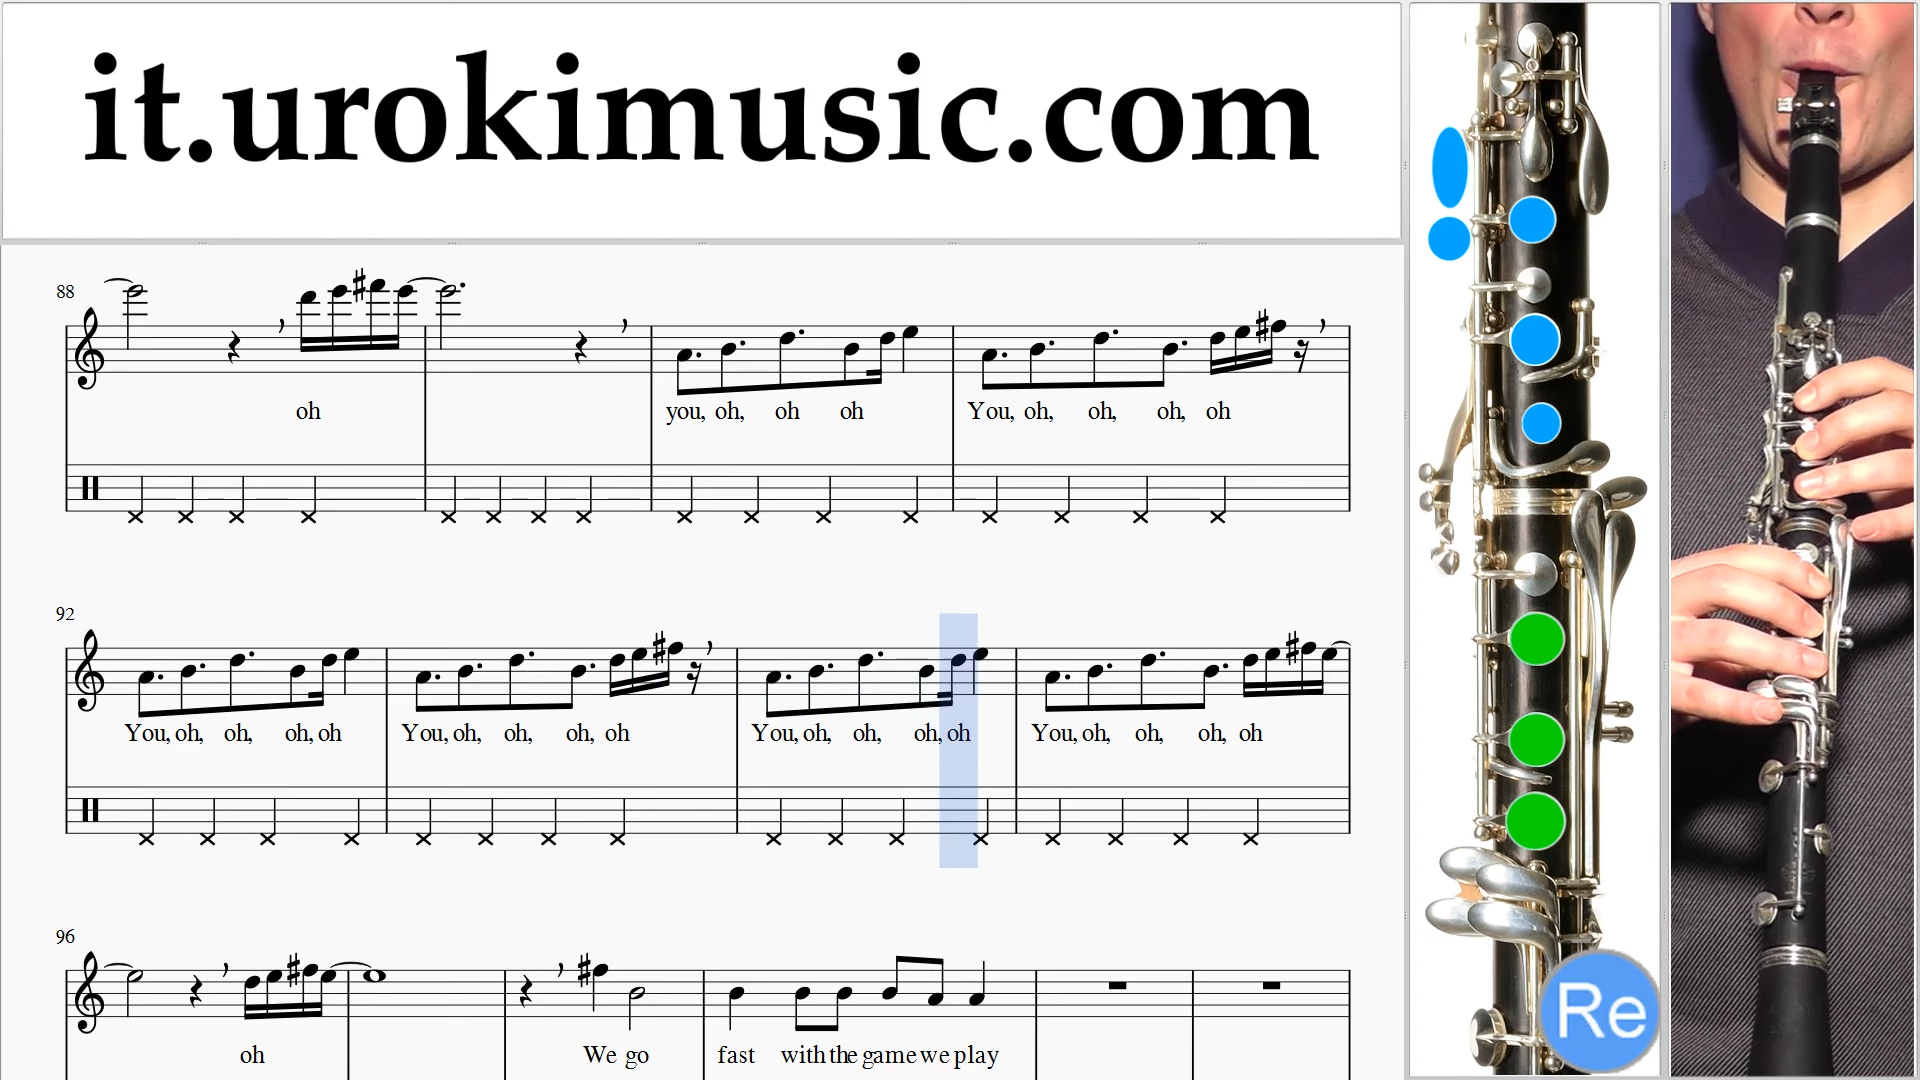 it.urokimusic.com
88
oh
you, oh, oh oh
You, oh, oh, oh, oh
92
You, oh, oh, oh, oh
You, oh, oh, oh, oh
You, oh, oh, oh, oh
You, oh, oh, oh, oh
96
oh
We go
fast with the game we play
Re